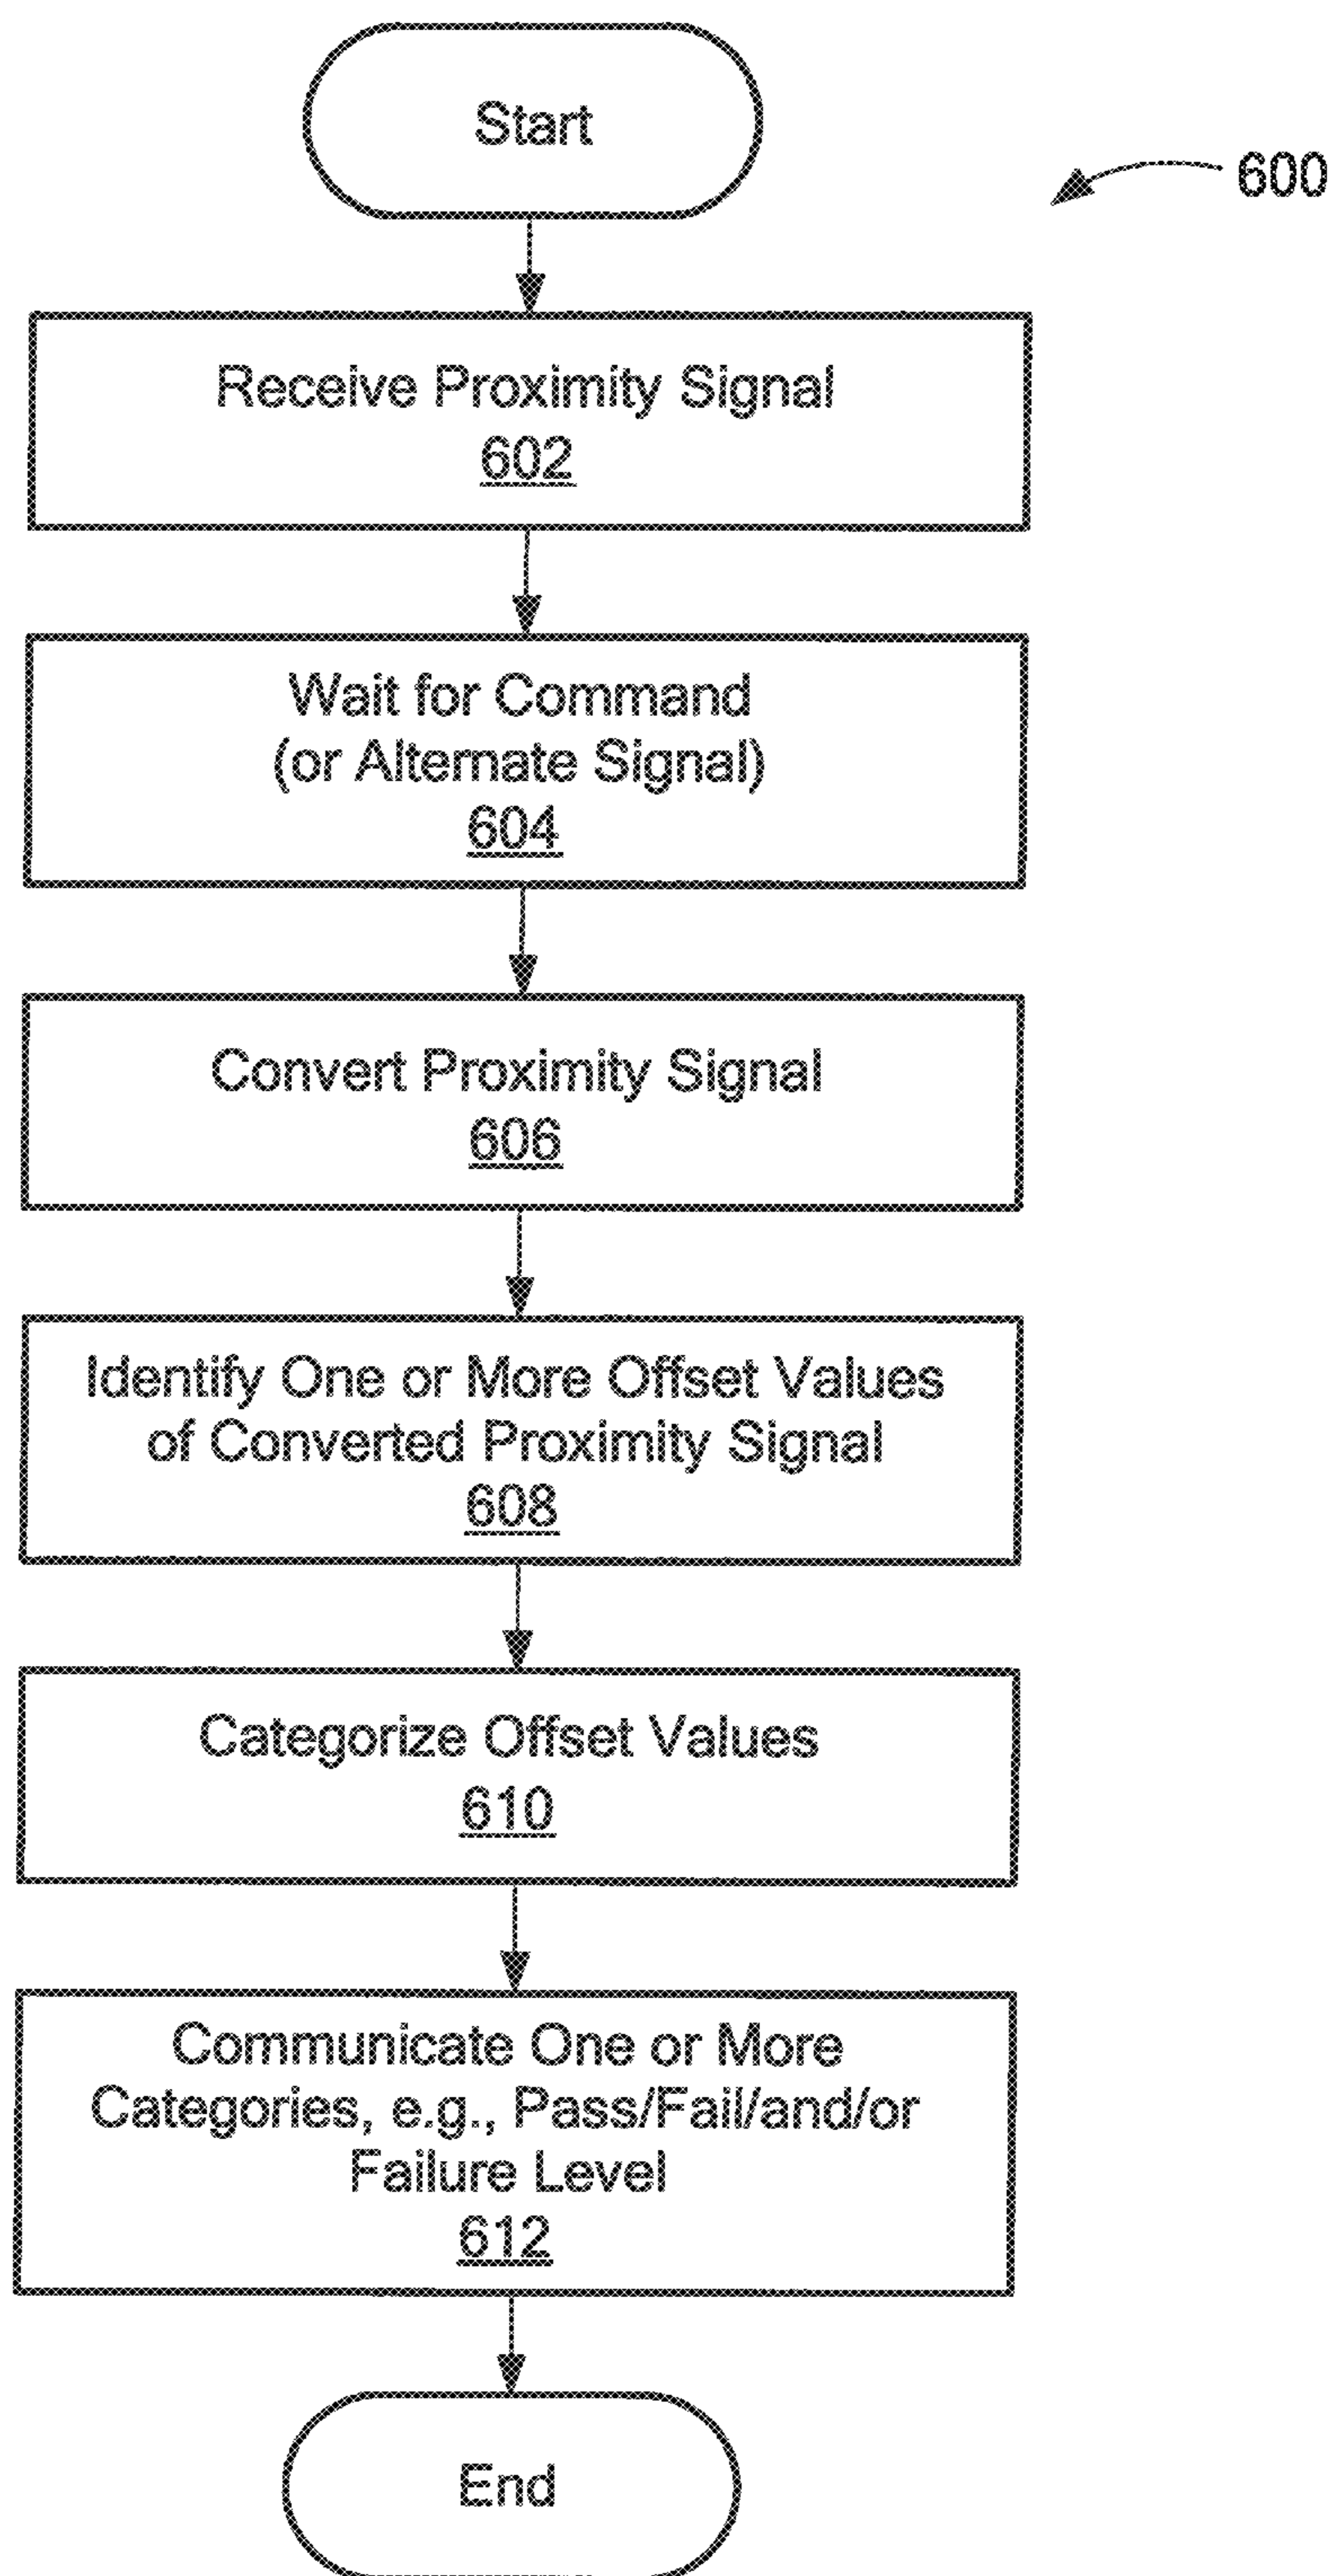 Start
600
Receive Proximity Signal
602
Wait for Command
(or Alternate Signal)
604
Convert Proximity Signal
606
Identify One or More Offset Values
of Converted Proximity Signal
608
Categorize Offset Values
610
Communicate One or More
Categories, e.g., Pass/Fail/and/or
Failure Level
612
End